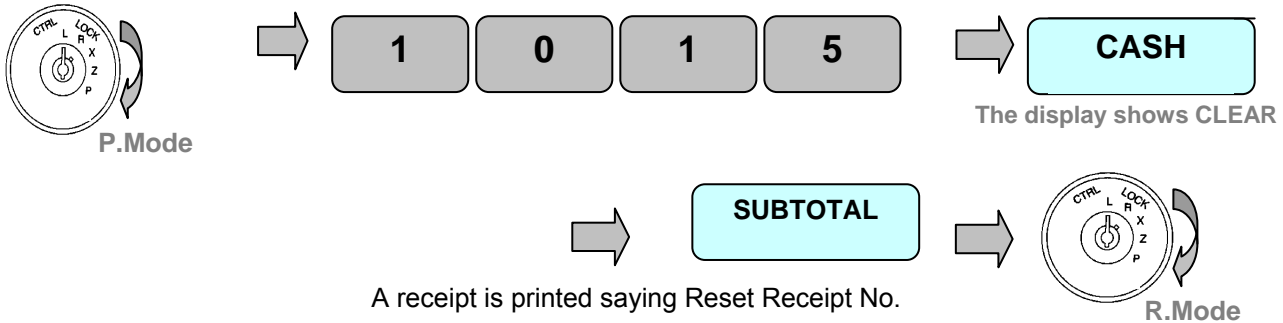 CTRL L LOCK R X Z P
P.Mode
1 0 1 5
CASH
The display shows CLEAR
SUBTOTAL
CTRL L LOCK R X Z P
A receipt is printed saying Reset Receipt No.
R.Mode